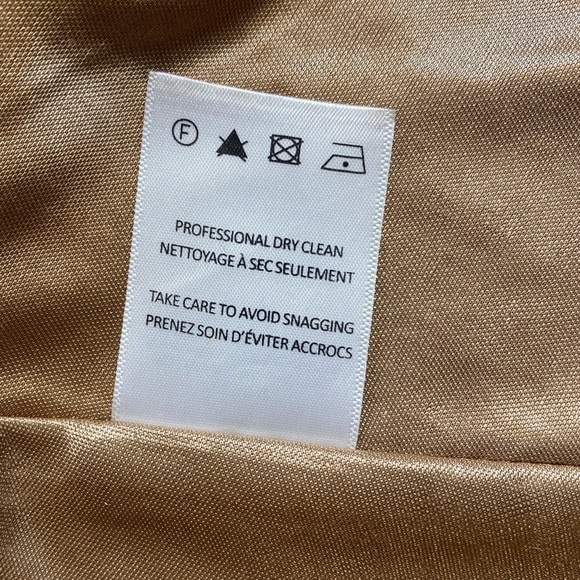 F
PROFESSIONAL DRY CLEAN
NETTOYAGE À SEC SEULEMENT
TAKE CARE TO AVOID SNAGGING
PRENEZ SOIN D'ÉVITER ACCROCS